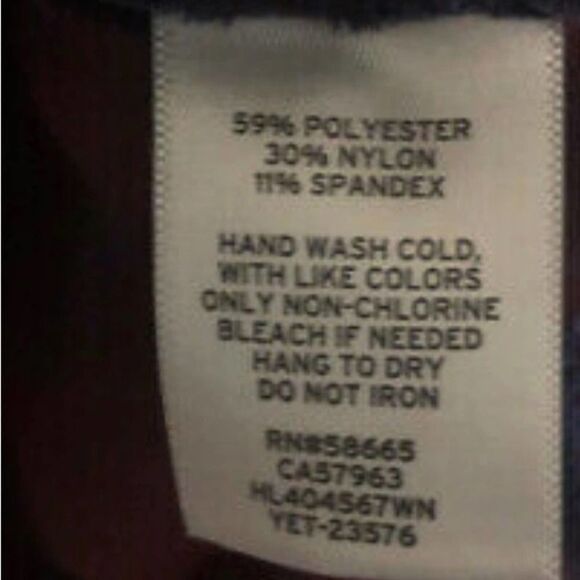 59% POLYESTER
30% NYLON
11% SPANDEX
HAND WASH COLD,
WITH LIKE COLORS
ONLY NON-CHLORINE
BLEACH IF NEEDED
HANG TO DRY
DO NOT IRON
RN#58665
CA57963
HL404567WN
YET-23576